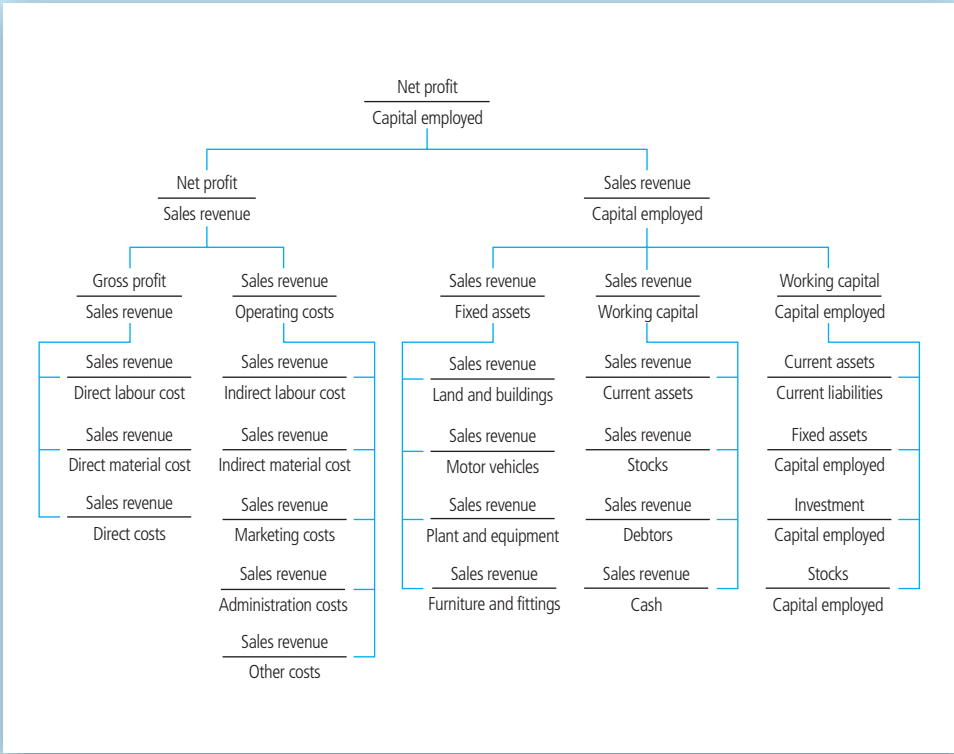 Net profit
Capital employed
Net profit
Sales revenue
Sales revenue
Capital employed
Gross profit
Sales revenue
Sales revenue
Operating costs
Sales revenue
Fixed assets
Sales revenue
Working capital
Working capital
Capital employed
Sales revenue
Direct labour cost
Sales revenue
Direct material cost
Sales revenue
Direct costs
Sales revenue
Indirect labour cost
Sales revenue
Indirect material cost
Sales revenue
Marketing costs
Sales revenue
Administration costs
Sales revenue
Other costs
Sales revenue
Land and buildings
Sales revenue
Motor vehicles
Sales revenue
Plant and equipment
Sales revenue
Furniture and fittings
Sales revenue
Current assets
Sales revenue
Stocks
Sales revenue
Debtors
Sales revenue
Cash
Current assets
Current liabilities
Fixed assets
Capital employed
Investment
Capital employed
Stocks
Capital employed